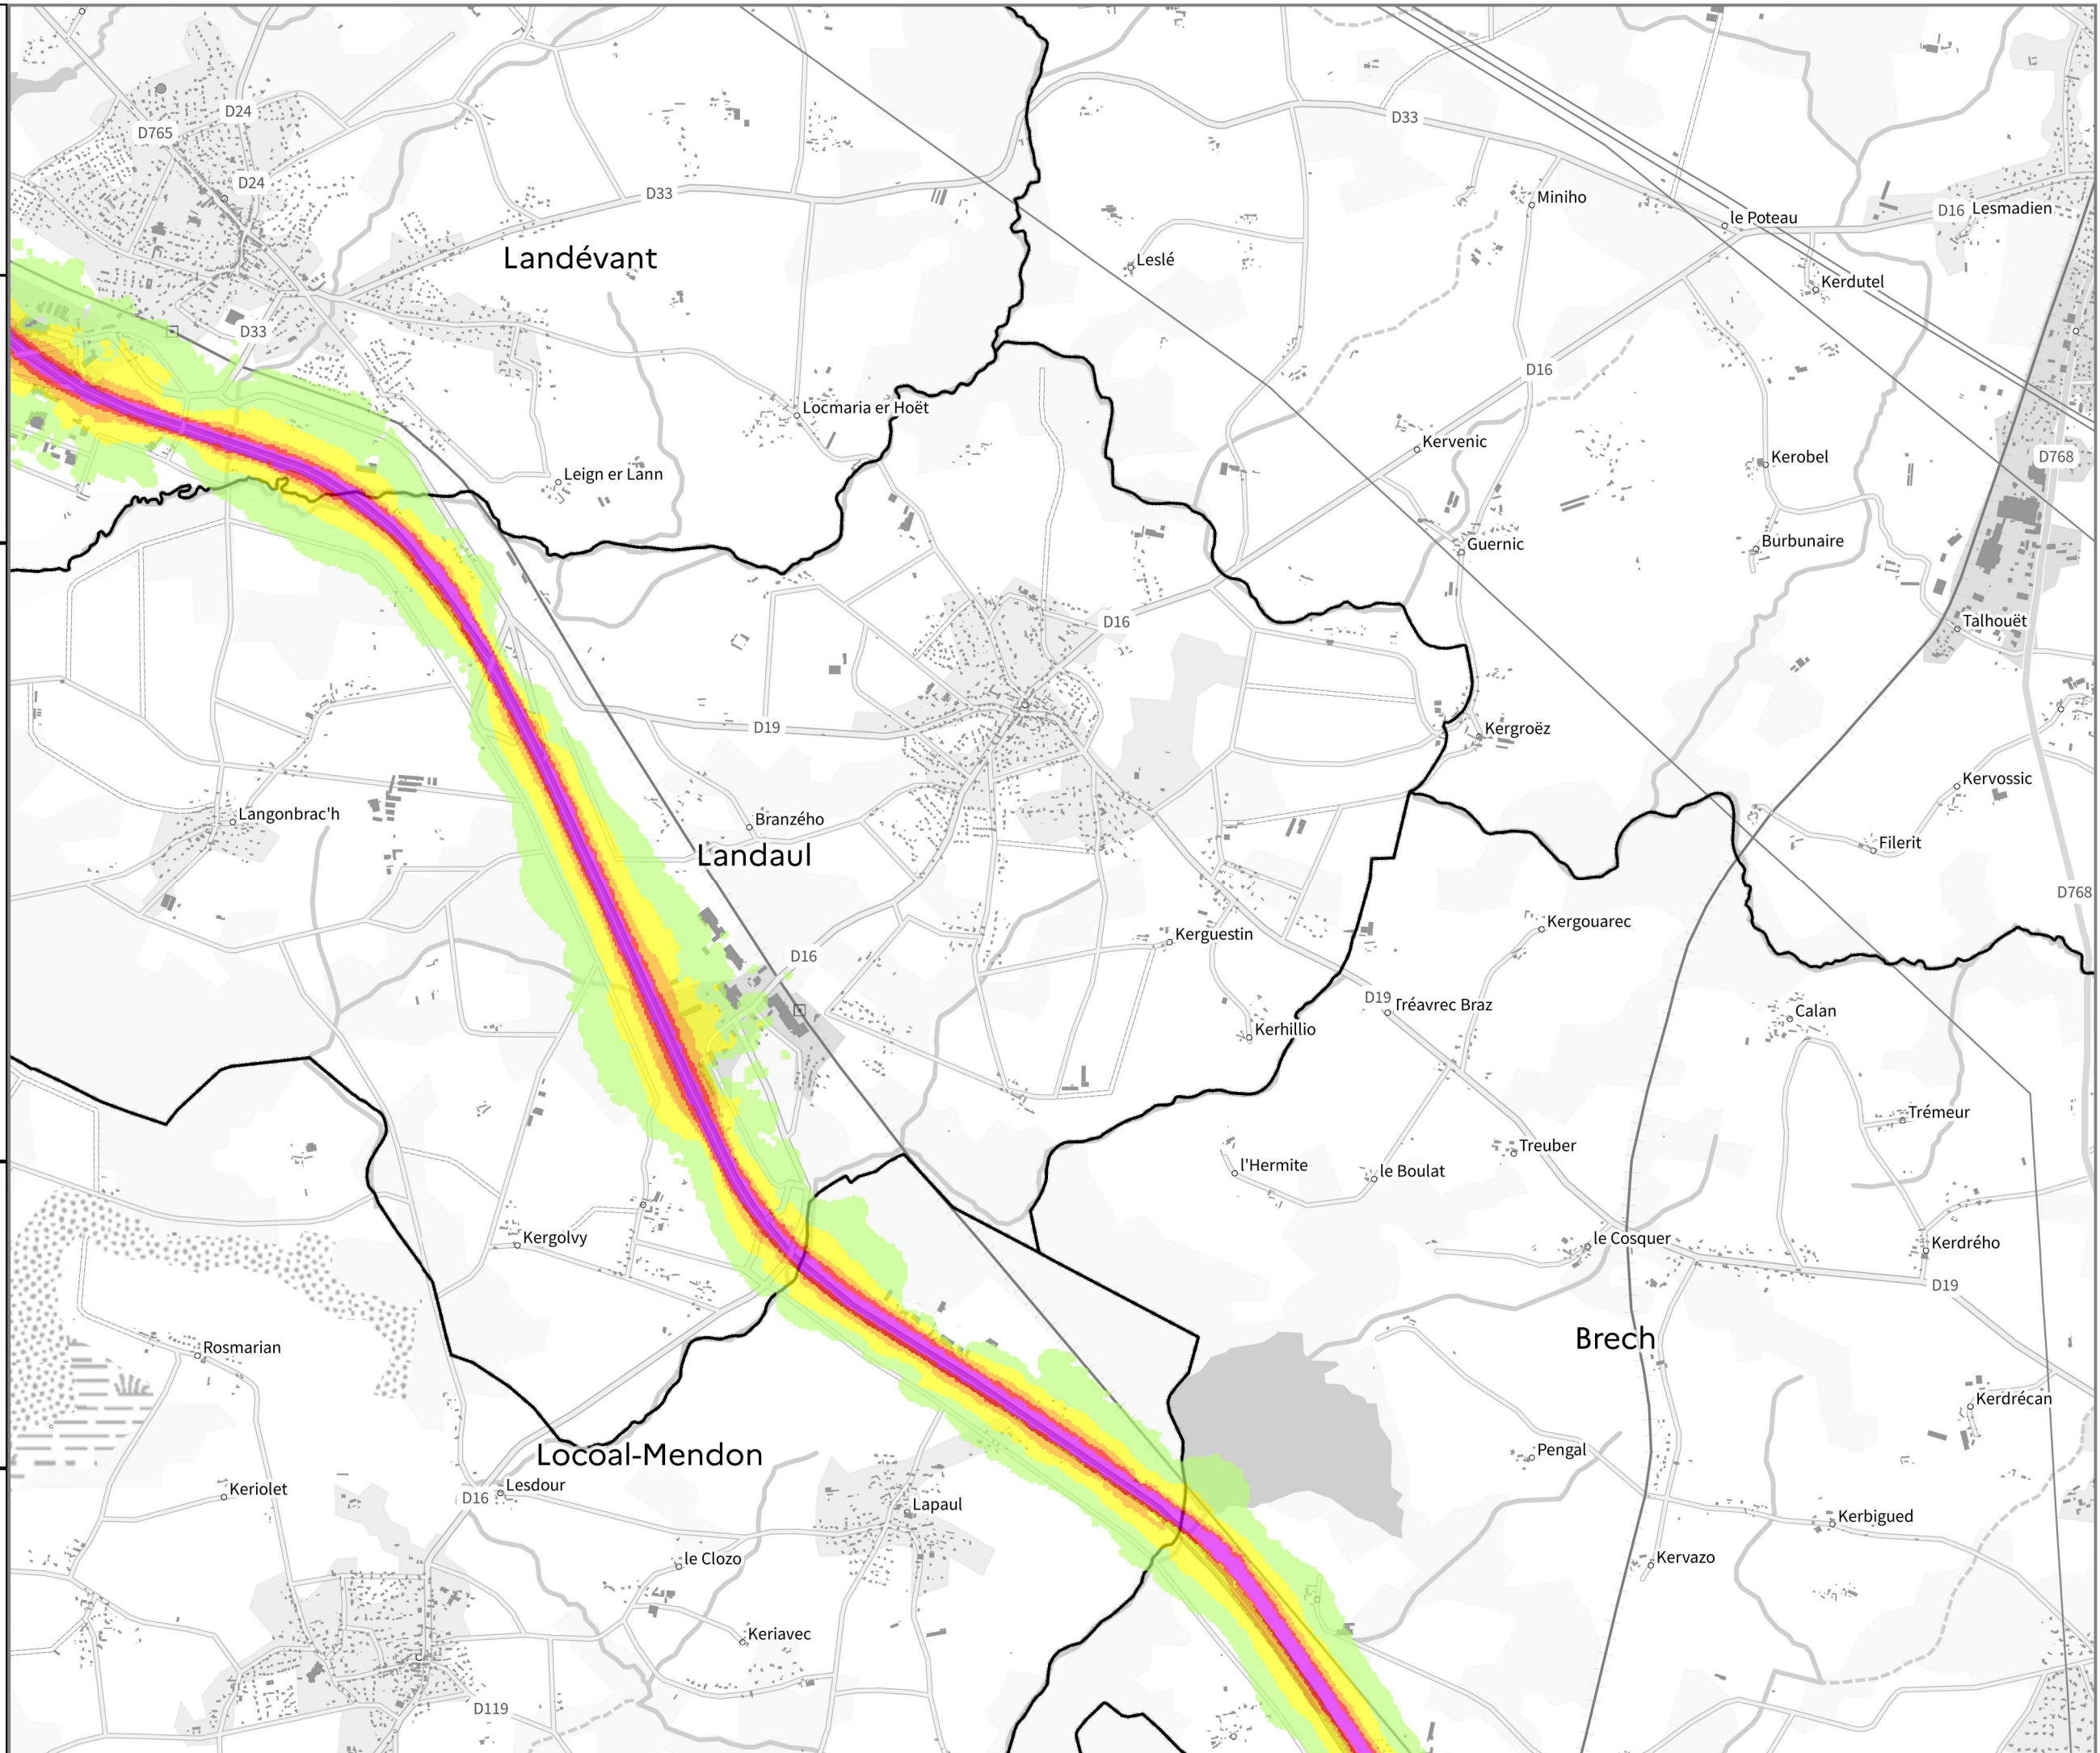 D24
D765
D33
D24
D33
Miniho
le Poteau
D16
Lesmadien
Landévant
Leslé
Kerdutel
D33
D16
Locmaria er Hoët
Kervenic
Kerobel
D768
Leign er Lann
Guernic
Burbunaire
D16
Talhouët
D19
Kergroëz
Kervossic
Langonbrac'h
Branzého
Landaul
Filerit
D768
Kergouarec
Kerguestin
D16
D19
Tréavrec Braz
Calan
Kerhillio
Trémeur
Treuber
l'Hermite
le Boulat
Kergolvy
le Cosquer
Kerdrého
D19
Rosmarian
Brech
Kerdrécan
Locoal-Mendon
Pengal
Keriolet
D16
Lesdour
Lapaul
Kerbigued
le Clozo
Kervazo
Keriavec
D119